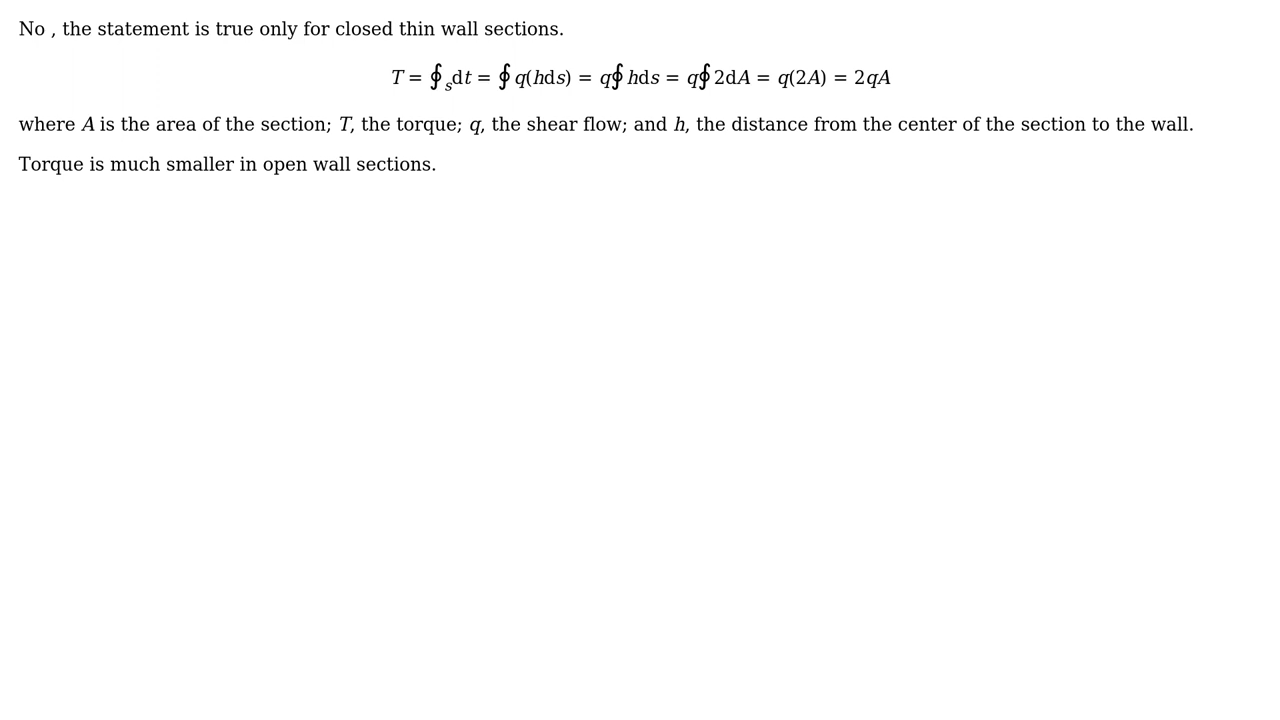 No , the statement is true only for closed thin wall sections.
T = ∮ₛdt = ∮ q(hds) = q∮ hds = q∮ 2dA = q(2A) = 2qA
where A is the area of the section; T, the torque; q, the shear flow; and h, the distance from the center of the section to the wall.
Torque is much smaller in open wall sections.